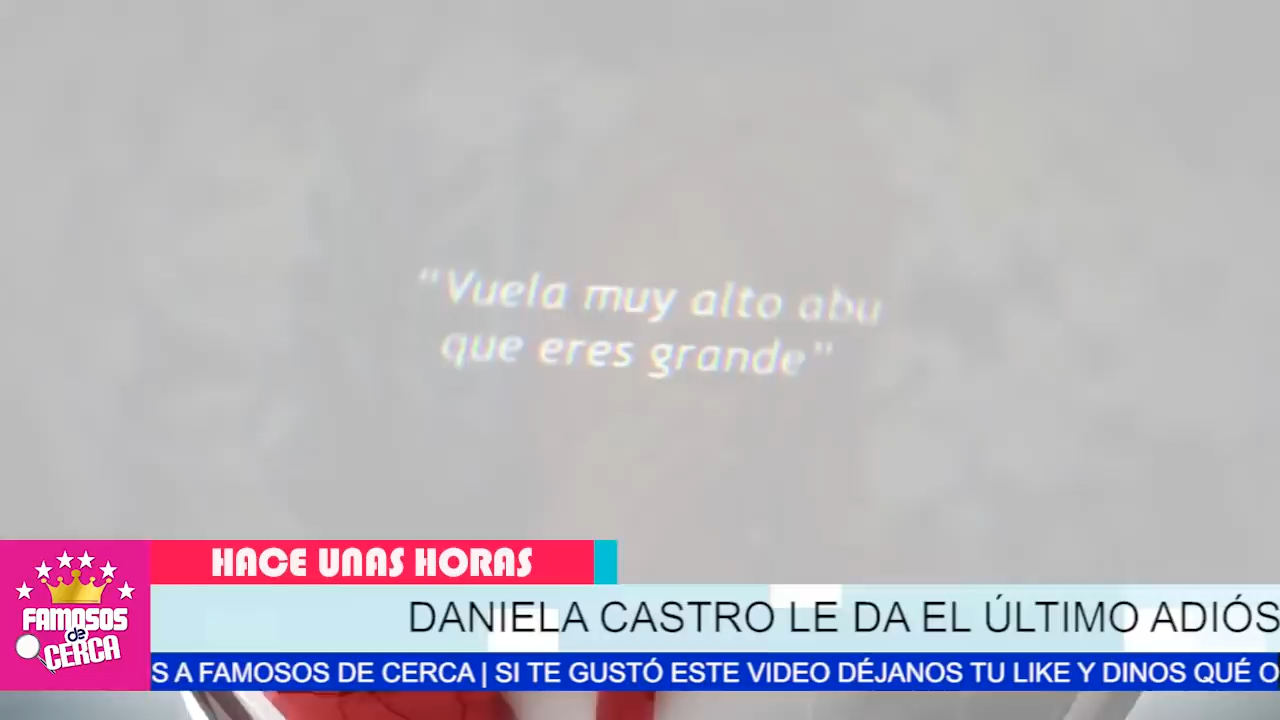 "Vuela muy alto abu
que eres grande"
HACE UNAS HORAS
DANIELA CASTRO LE DA EL ÚLTIMO ADIÓS
FAMOSOS
de
CERCA
S A FAMOSOS DE CERCA | SI TE GUSTÓ ESTE VIDEO DÉJANOS TU LIKE Y DINOS QUÉ O